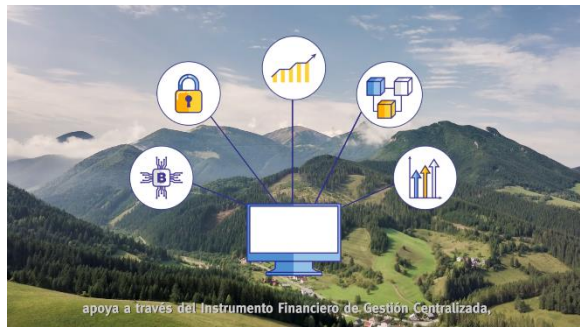 B
apoya a través del Instrumento Financiero de Gestión Centralizada,